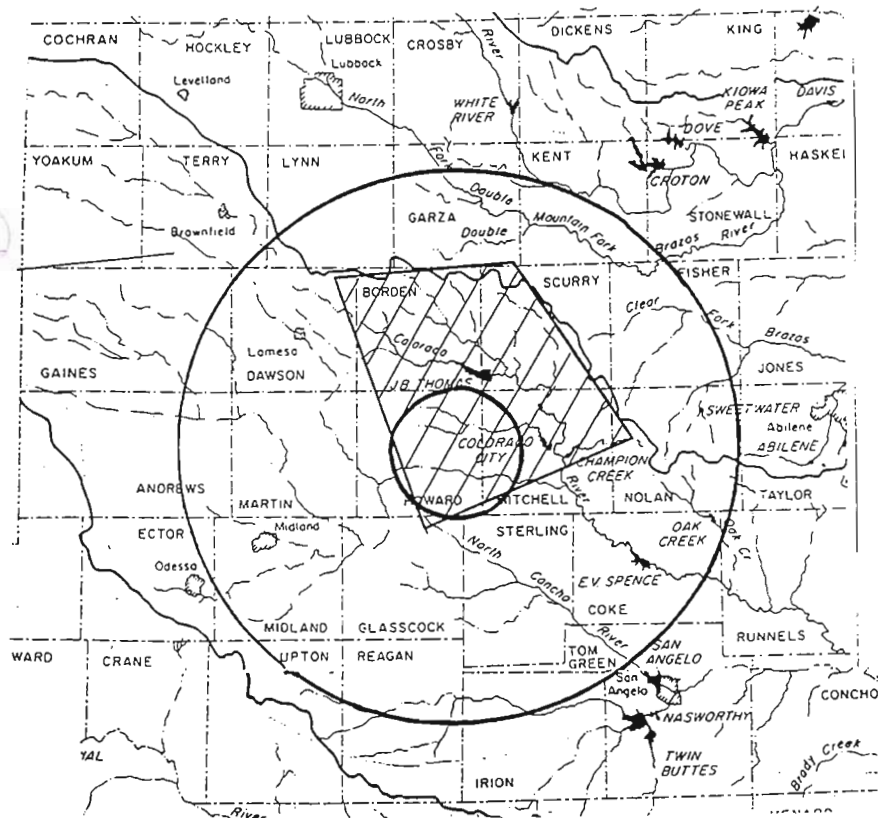 COCHRAN
HOCKLEY
LUBBOCK
CROSBY
DICKENS
KING
Lubbock
River
Levelland
North
WHITE
RIVER
KIOWA
PEAK
DAVIS
DOVE
YOAKUM
TERRY
LYNN
Fork
KENT
HASKEI
CROTON
Double
Brownfield
GARZA
Mountain Fork
STONEWALL
Double
Brazos River
BORDEN
SCURRY
FISHER
Clear
Fork
Brazos
Colorado
Lamesa
DAWSON
GAINES
J.B. THOMAS
JONES
SWEETWATER
Abilene
ABILENE
COLORADO
CITY
CHAMPION
CREEK
ANDREWS
MARTIN
HOWARD
MITCHELL
River
NOLAN
TAYLOR
ECTOR
Midland
STERLING
OAK
CREEK
Oak Cr
Odessa
North
Concho
E.V. SPENCE
COKE
MIDLAND
GLASSCOCK
River
RUNNELS
WARD
CRANE
UPTON
REAGAN
TOM
GREEN
SAN
ANGELO
San
Angelo
CONCHO
NASWORTHY
TWIN
BUTTES
IRION
Brady Creek
River